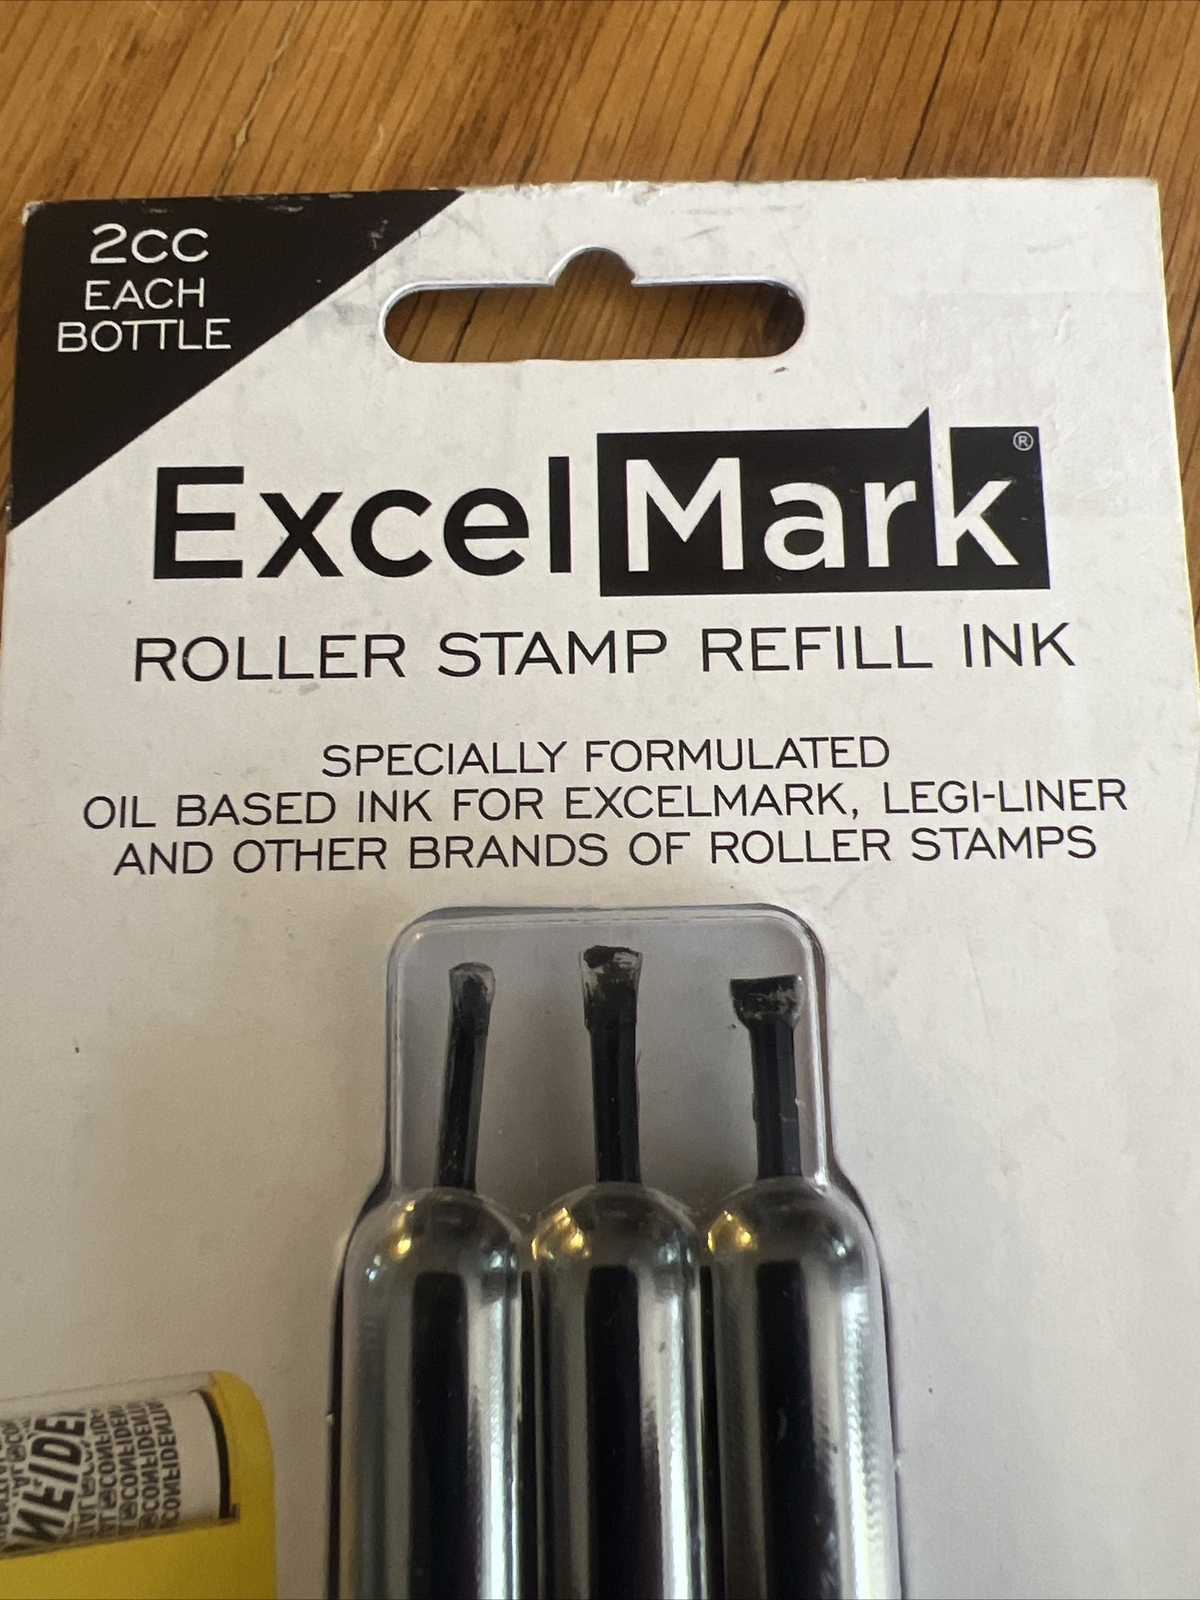 2CC
EACH
BOTTLE
ExcelMark®
ROLLER STAMP REFILL INK
SPECIALLY FORMULATED
OIL BASED INK FOR EXCELMARK, LEGI-LINER
AND OTHER BRANDS OF ROLLER STAMPS
CONFIDENTIAL